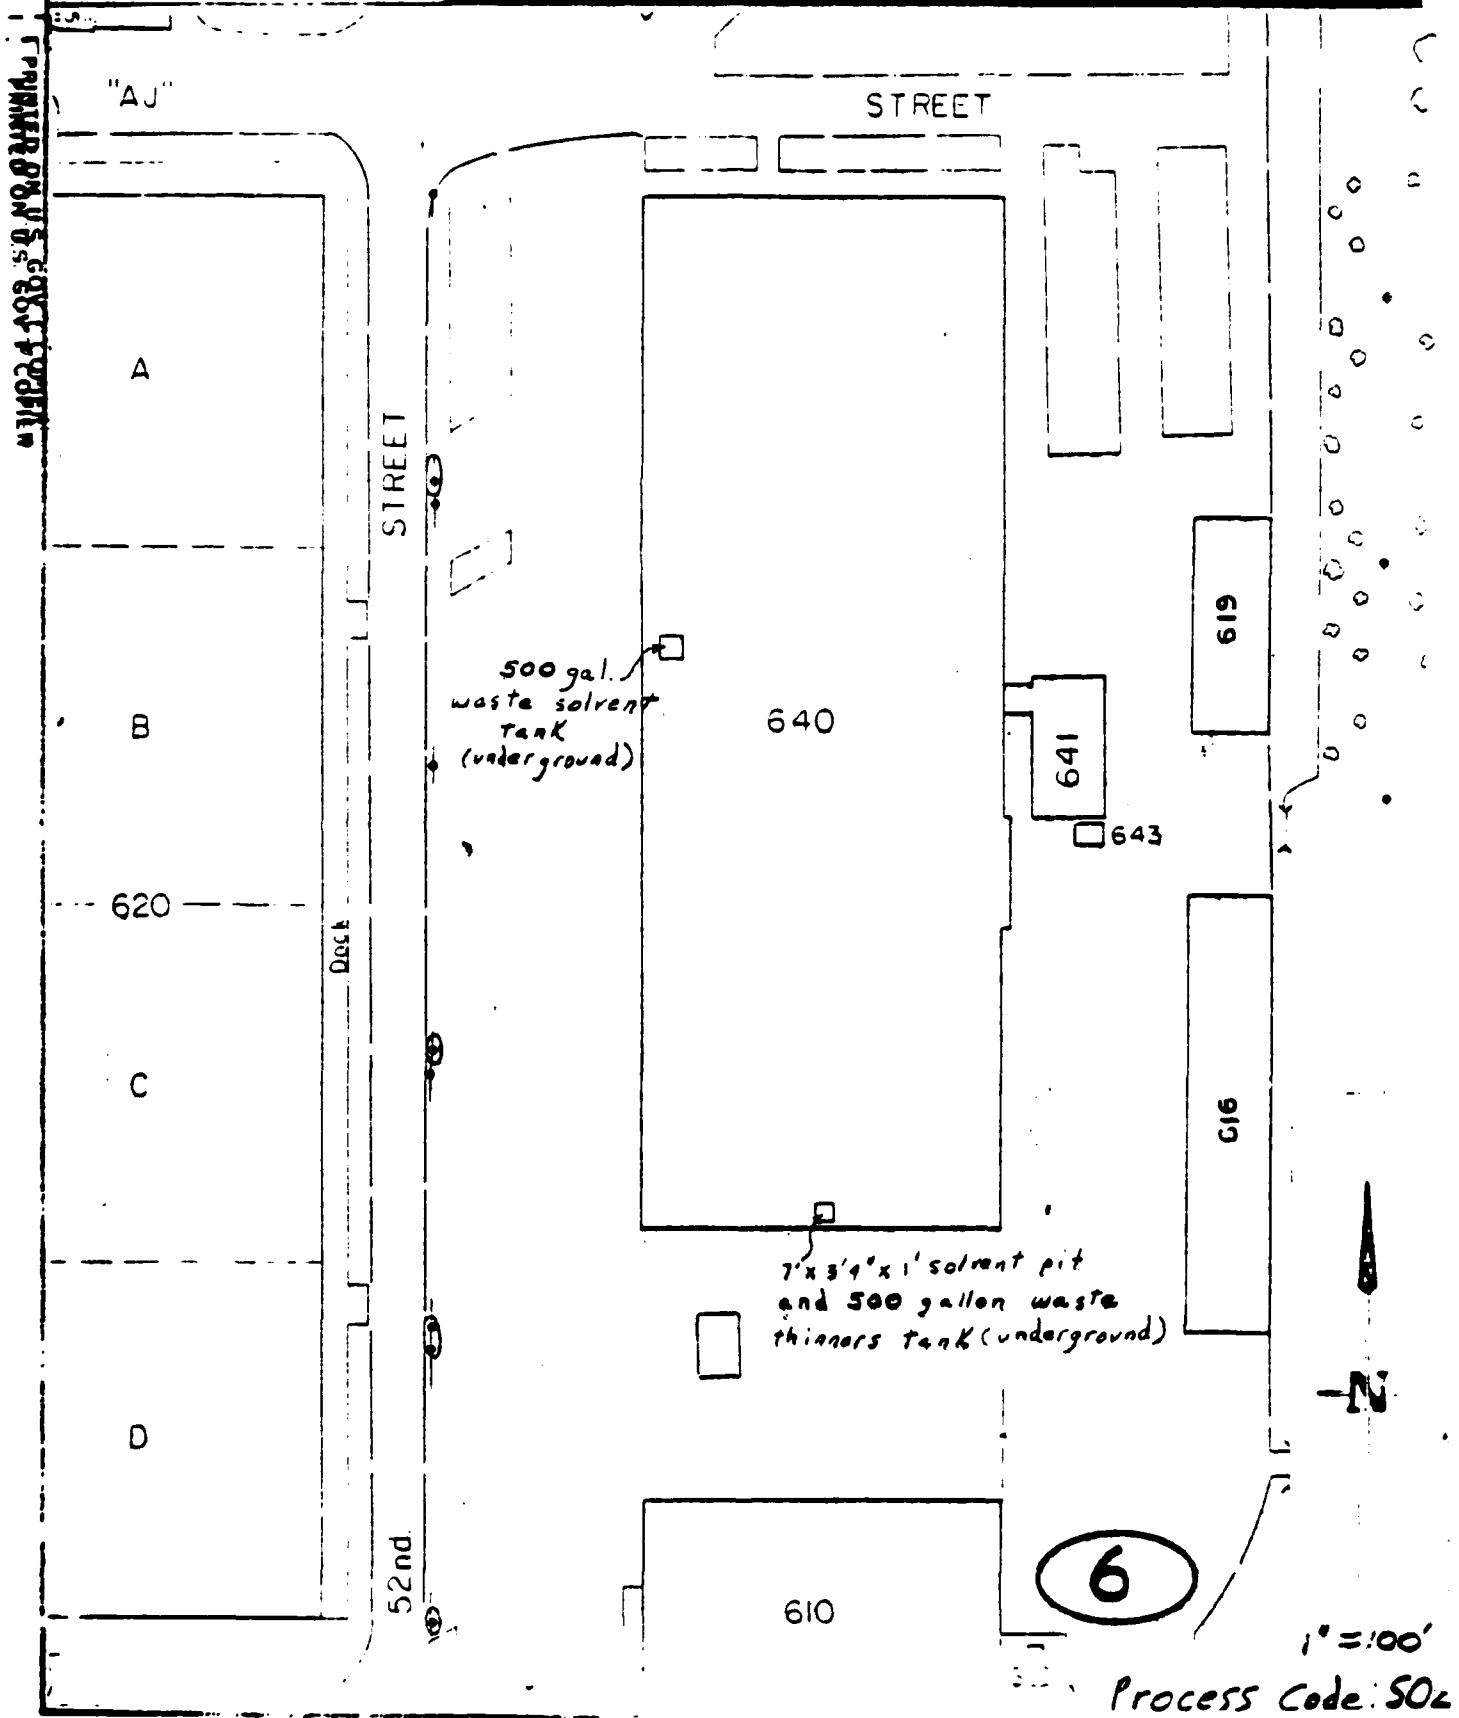 "AJ"
STREET
A
STREET
619
500 gal.
waste solvent
Tank
(underground)
B
640
641
643
620
Dock
C
616
7'x 3'4"x 1' solvent pit
and 500 gallon waste
thinners Tank (underground)
D
N
52nd.
6
610
1"=100'
Process Code: S02